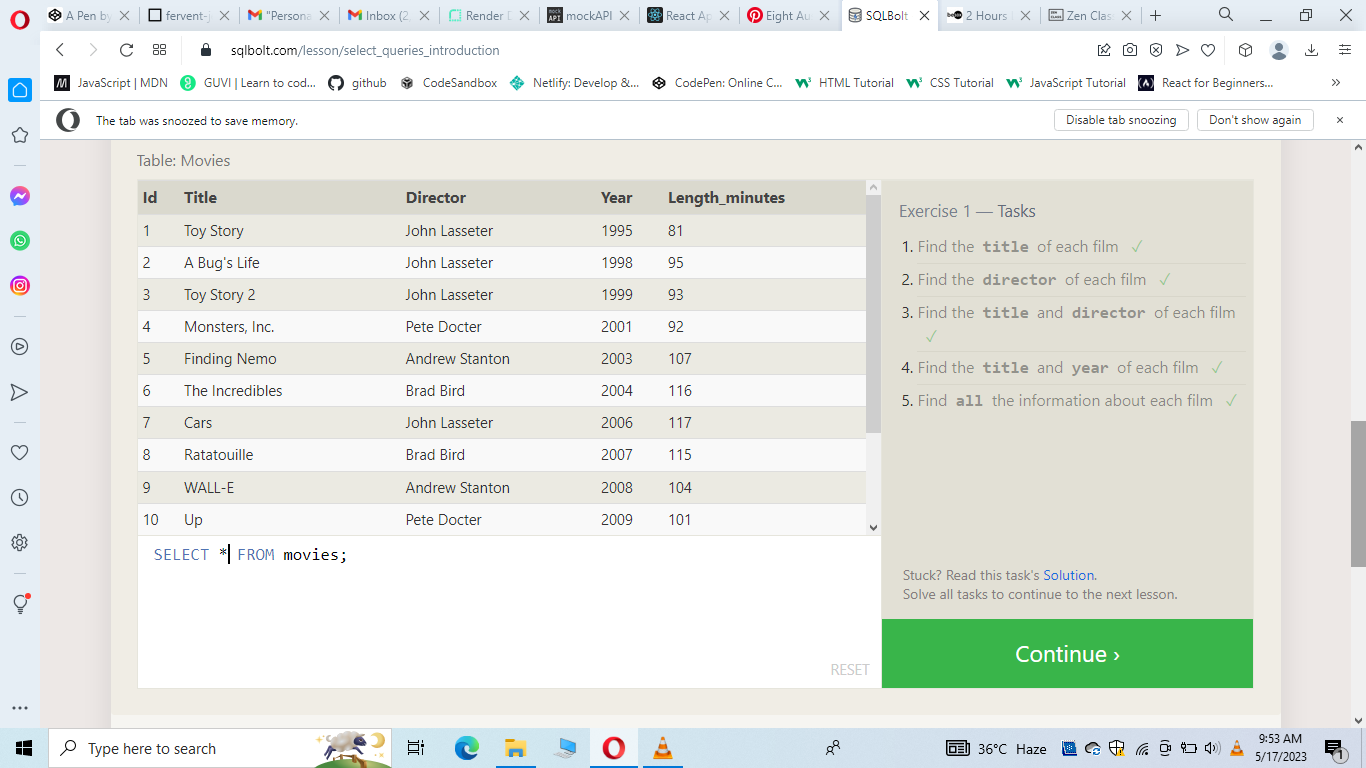 A Pen by
fervent-j
"Persona
Inbox (2
Render D
mockAPI
React Ap
Eight Au
SQLBolt
2 Hours
Zen Clas
sqlbolt.com/lesson/select_queries_introduction
JavaScript | MDN
GUVI | Learn to cod...
github
CodeSandbox
Netlify: Develop &...
CodePen: Online C...
HTML Tutorial
CSS Tutorial
JavaScript Tutorial
React for Beginners...
The tab was snoozed to save memory.
Disable tab snoozing
Don't show again
Table: Movies
Id Title Director Year Length_minutes
1 Toy Story John Lasseter 1995 81
2 A Bug's Life John Lasseter 1998 95
3 Toy Story 2 John Lasseter 1999 93
4 Monsters, Inc. Pete Docter 2001 92
5 Finding Nemo Andrew Stanton 2003 107
6 The Incredibles Brad Bird 2004 116
7 Cars John Lasseter 2006 117
8 Ratatouille Brad Bird 2007 115
9 WALL-E Andrew Stanton 2008 104
10 Up Pete Docter 2009 101
SELECT * FROM movies;
RESET
Exercise 1 — Tasks
1. Find the title of each film ✓
2. Find the director of each film ✓
3. Find the title and director of each film
✓
4. Find the title and year of each film ✓
5. Find all the information about each film ✓
Stuck? Read this task's Solution.
Solve all tasks to continue to the next lesson.
Continue ›
Type here to search
36°C Haze
9:53 AM
5/17/2023
1